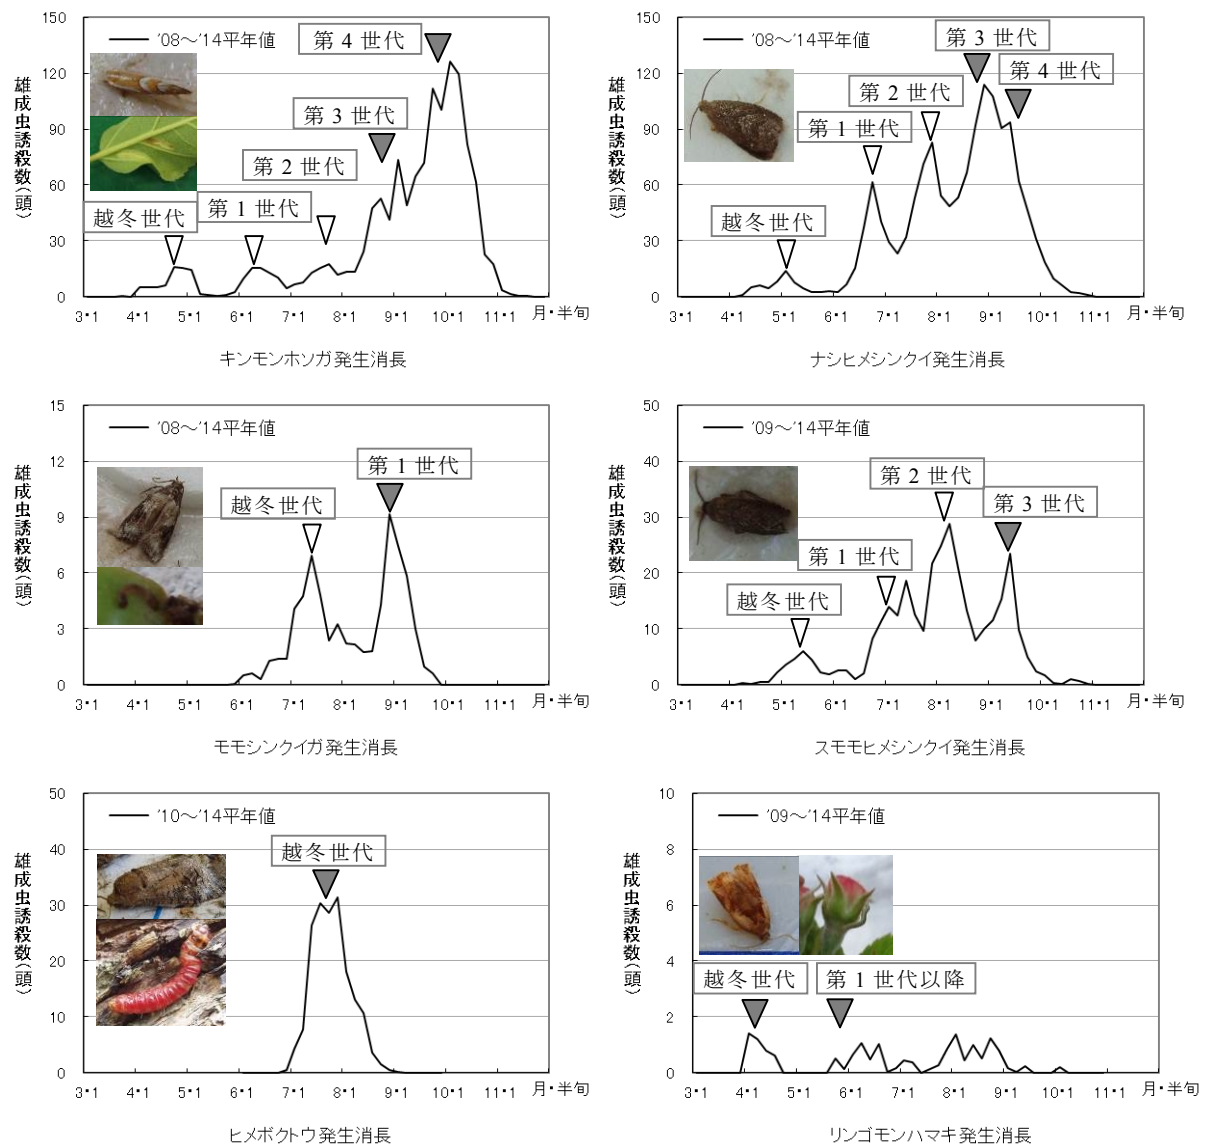 150
120
90
60
30
0
雄成虫誘殺数(頭)
'08～'14平年値
越冬世代
第1世代
第2世代
第3世代
第4世代
3・1 4・1 5・1 6・1 7・1 8・1 9・1 10・1 11・1 月・半旬
キンモンホソガ発生消長
150
120
90
60
30
0
雄成虫誘殺数(頭)
'08～'14平年値
越冬世代
第1世代
第2世代
第3世代
第4世代
3・1 4・1 5・1 6・1 7・1 8・1 9・1 10・1 11・1 月・半旬
ナシヒメシンクイ発生消長
15
12
9
6
3
0
雄成虫誘殺数(頭)
'08～'14平年値
越冬世代
第1世代
3・1 4・1 5・1 6・1 7・1 8・1 9・1 10・1 11・1 月・半旬
モモシンクイガ発生消長
50
40
30
20
10
0
雄成虫誘殺数(頭)
'09～'14平年値
越冬世代
第1世代
第2世代
第3世代
3・1 4・1 5・1 6・1 7・1 8・1 9・1 10・1 11・1 月・半旬
スモモヒメシンクイ発生消長
50
40
30
20
10
0
雄成虫誘殺数(頭)
'10～'14平年値
越冬世代
3・1 4・1 5・1 6・1 7・1 8・1 9・1 10・1 11・1 月・半旬
ヒメボクトウ発生消長
10
8
6
4
2
0
雄成虫誘殺数(頭)
'09～'14平年値
越冬世代
第1世代以降
3・1 4・1 5・1 6・1 7・1 8・1 9・1 10・1 11・1 月・半旬
リンゴモンハマキ発生消長